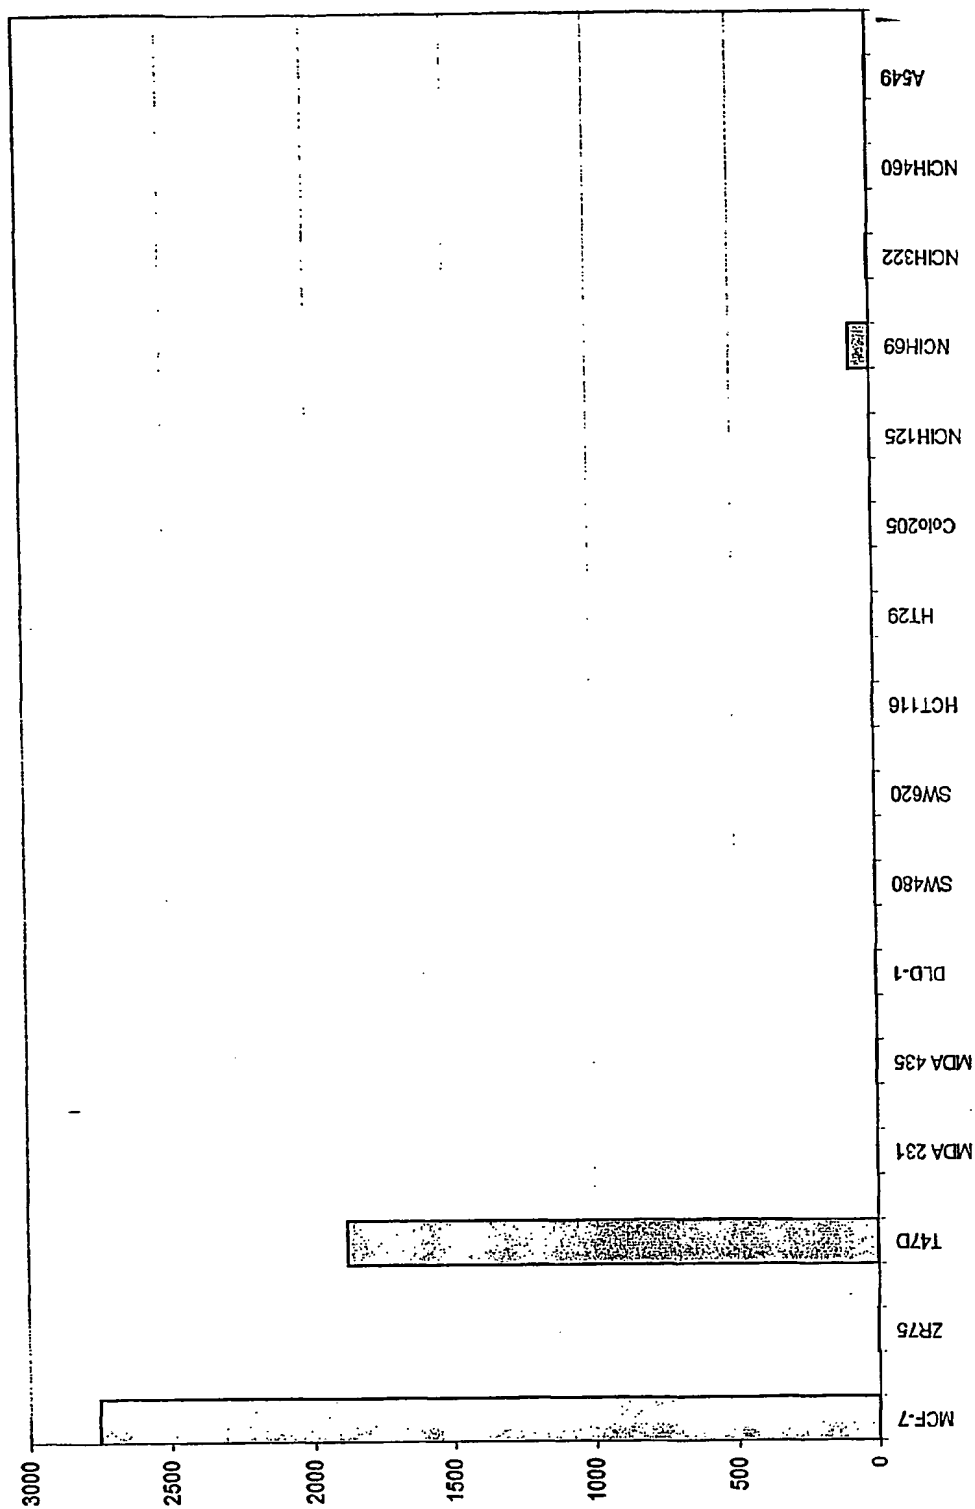 3000
2500
2000
1500
1000
500
0
MCF-7
ZR75
T47D
MDA 231
MDA 435
DLD-1
SW480
SW620
HCT116
HT29
Colo205
NCIH125
NCIH69
NCIH322
NCIH460
A549